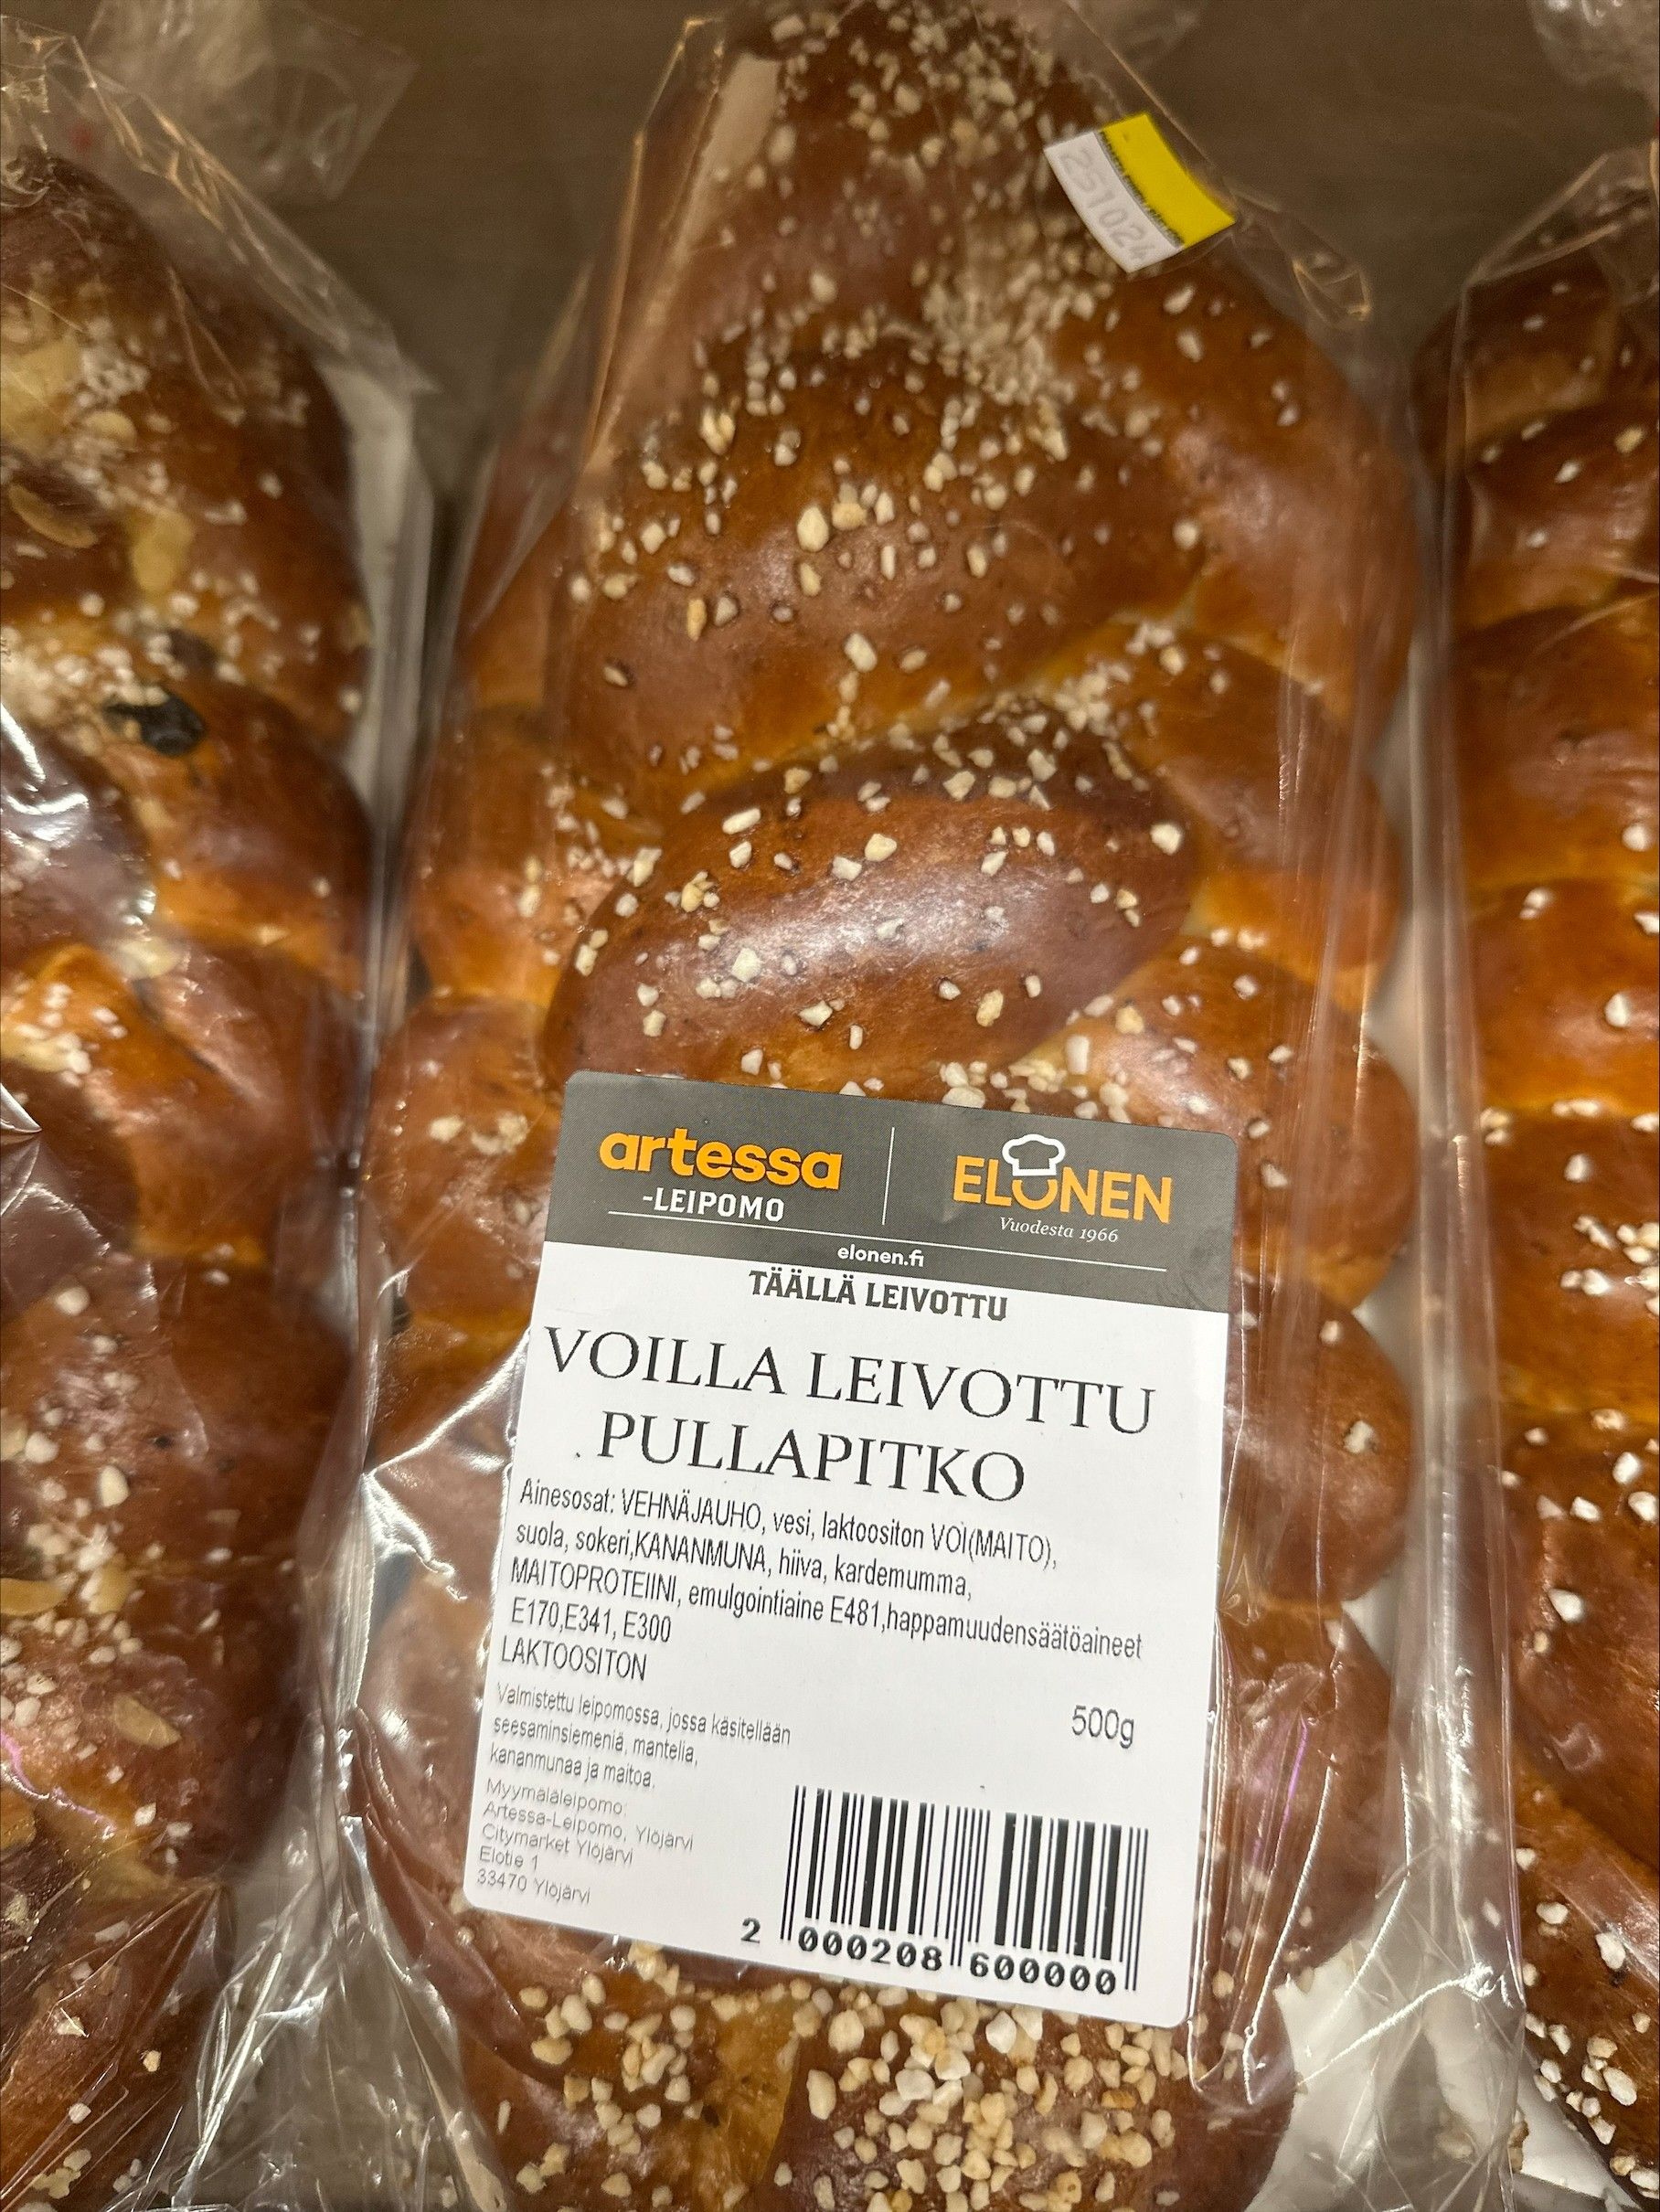 251024
artessa
-LEIPOMO
ELONEN
Vuodesta 1966
elonen.fi
TÄÄLLÄ LEIVOTTU
VOILLA LEIVOTTU
PULLAPITKO
Ainesosat: VEHNÄJAUHO, vesi, laktoositon VOI(MAITO),
suola, sokeri,KANANMUNA, hiiva, kardemumma,
MAITOPROTEIINI, emulgointiaine E481,happamuudensäätöaineet
E170,E341, E300
LAKTOOSITON
500g
Valmistettu leipomossa, jossa käsitellään
seesaminsiemeniä, mantelia,
kananmunaa ja maitoa.
Myymäläleipomo:
Artessa-Leipomo, Ylöjärvi
Citymarket Ylöjärvi
Elotie 1
33470 Ylöjärvi
2 000208 600000